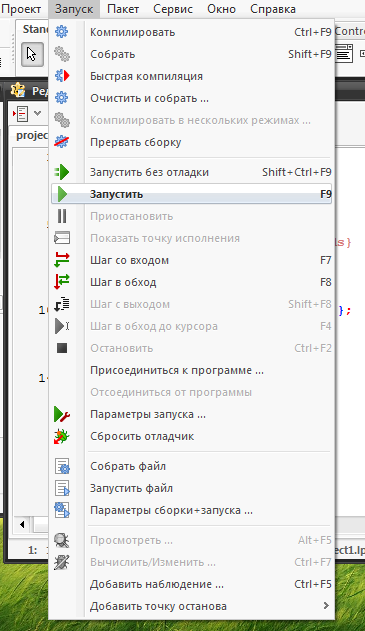 Проект Запуск Пакет Сервис Окно Справка
Stan
Contro
Компилировать Ctrl+F9
Собрать Shift+F9
Быстрая компиляция
Ред
Очистить и собрать ...
Компилировать в нескольких режимах ...
projec
Прервать сборку
Запустить без отладки Shift+Ctrl+F9
Запустить F9
Приостановить
Показать точку исполнения
ls}
Шаг со входом F7
Шаг в обход F8
Шаг с выходом Shift+F8
};
Шаг в обход до курсора F4
Остановить Ctrl+F2
Присоединиться к программе ...
Отсоединиться от программы
Параметры запуска ...
Сбросить отладчик
Собрать файл
Запустить файл
Параметры сборки+запуска ...
Просмотреть ... Alt+F5
1:
ect1.lp
Вычислить/Изменить ... Ctrl+F7
Добавить наблюдение ... Ctrl+F5
Добавить точку останова